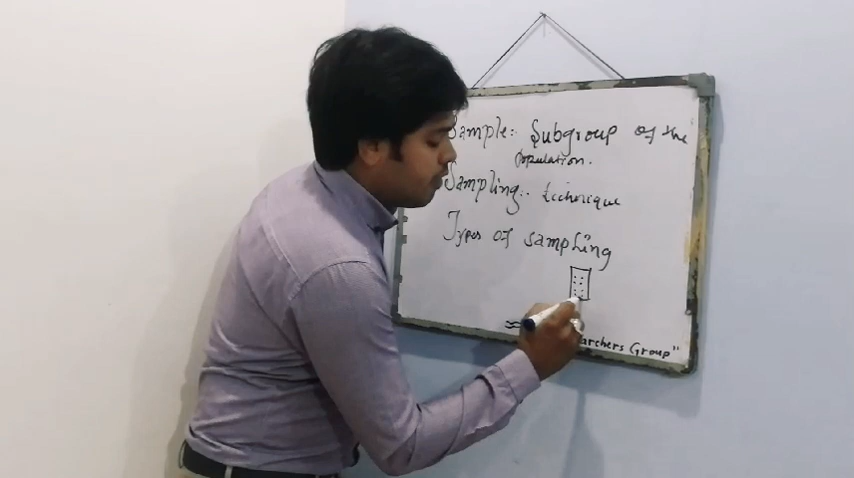 Sample: Subgroup of the
population.
Sampling: technique
Types of sampling
archers Group"